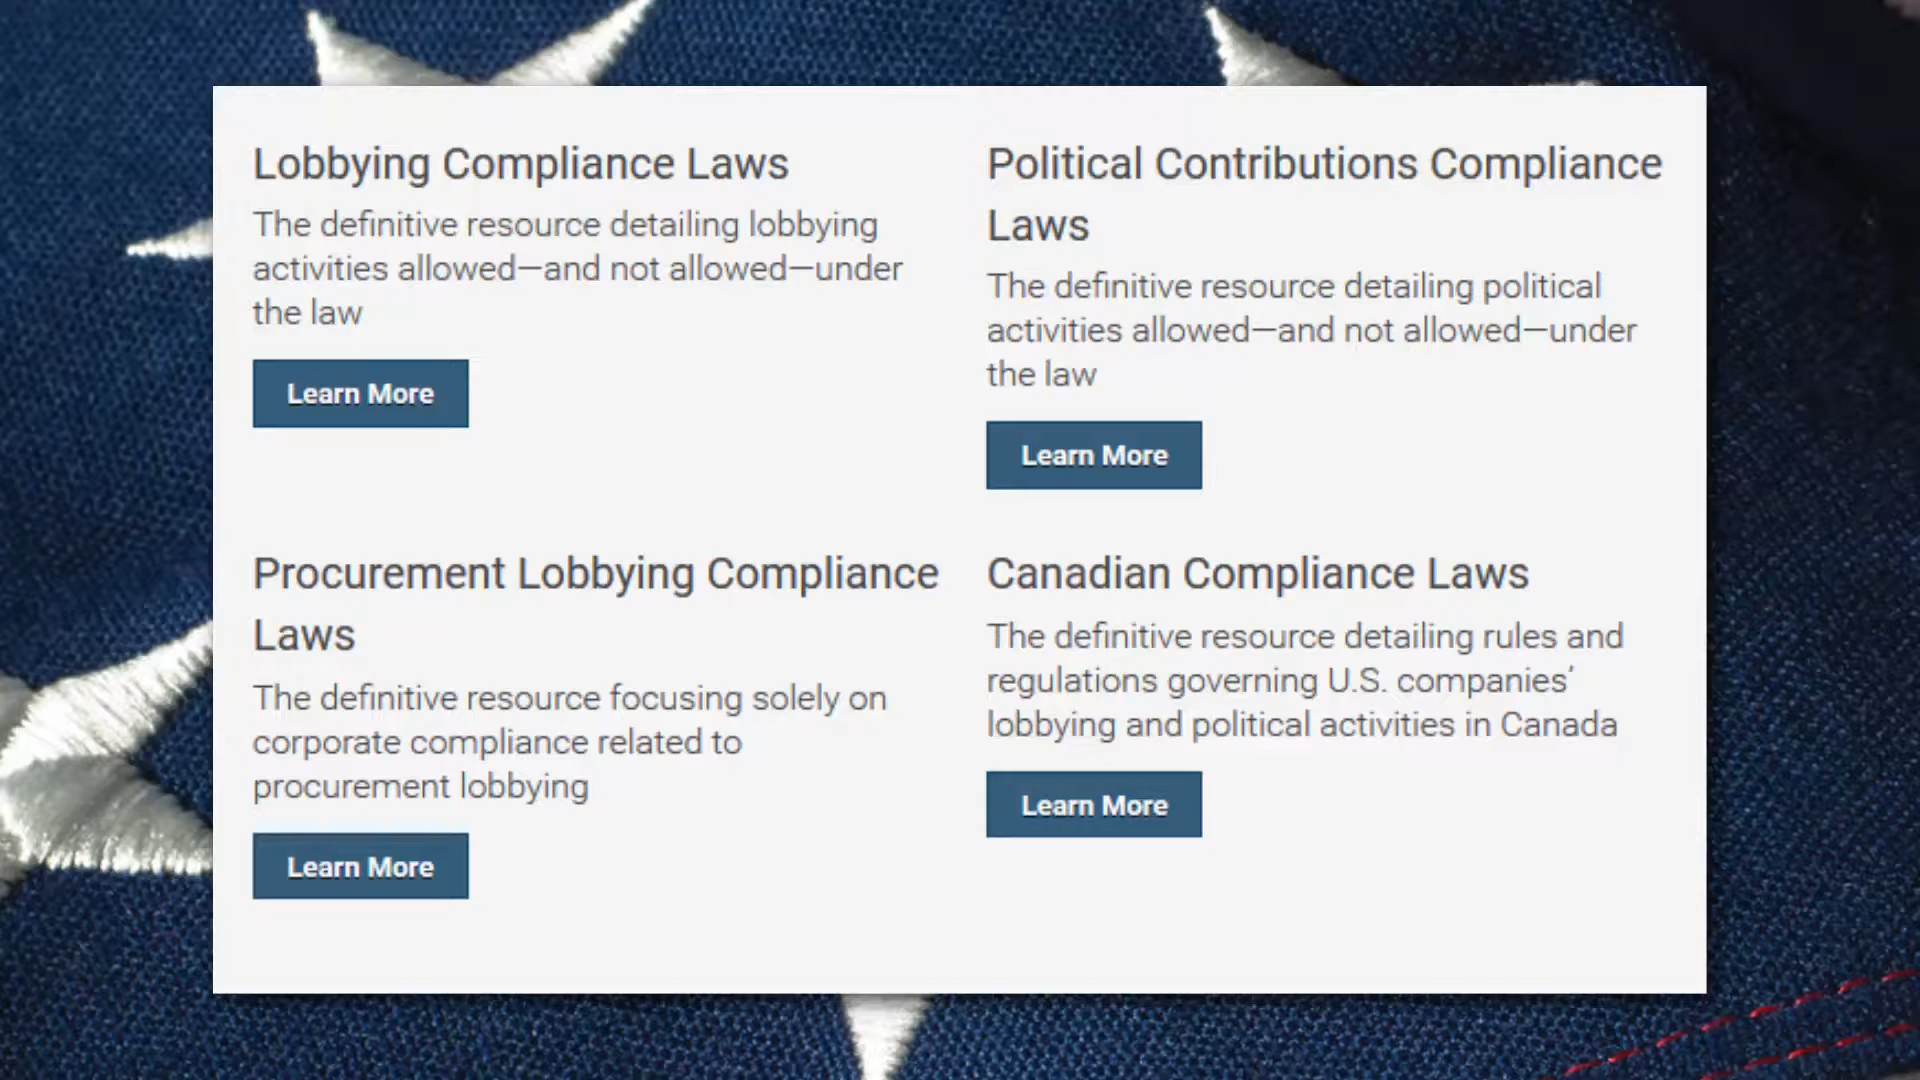 Lobbying Compliance Laws
The definitive resource detailing lobbying
activities allowed—and not allowed—under
the law
Learn More
Political Contributions Compliance
Laws
The definitive resource detailing political
activities allowed—and not allowed—under
the law
Learn More
Procurement Lobbying Compliance
Laws
The definitive resource focusing solely on
corporate compliance related to
procurement lobbying
Learn More
Canadian Compliance Laws
The definitive resource detailing rules and
regulations governing U.S. companies’
lobbying and political activities in Canada
Learn More